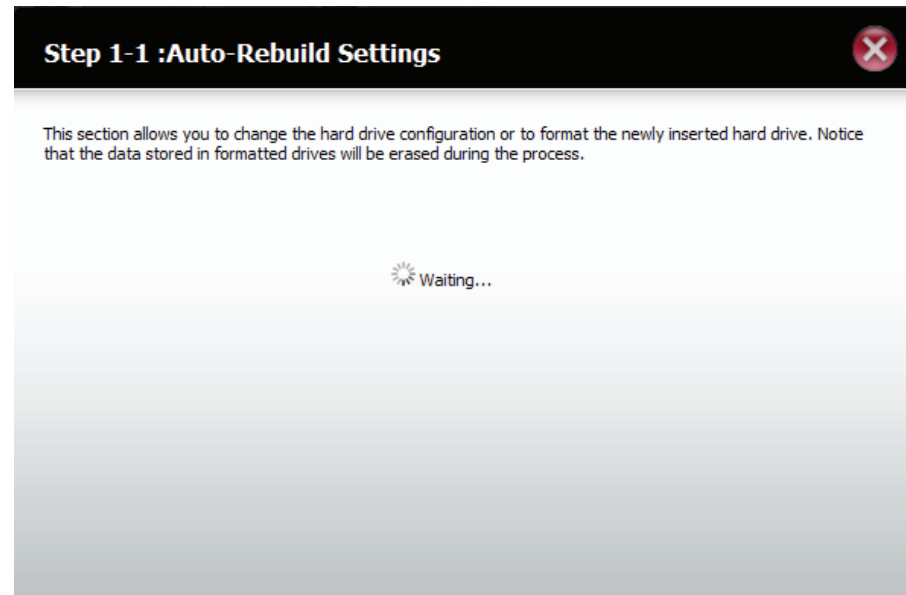 Step 1-1 :Auto-Rebuild Settings
This section allows you to change the hard drive configuration or to format the newly inserted hard drive. Notice
that the data stored in formatted drives will be erased during the process.
Waiting...